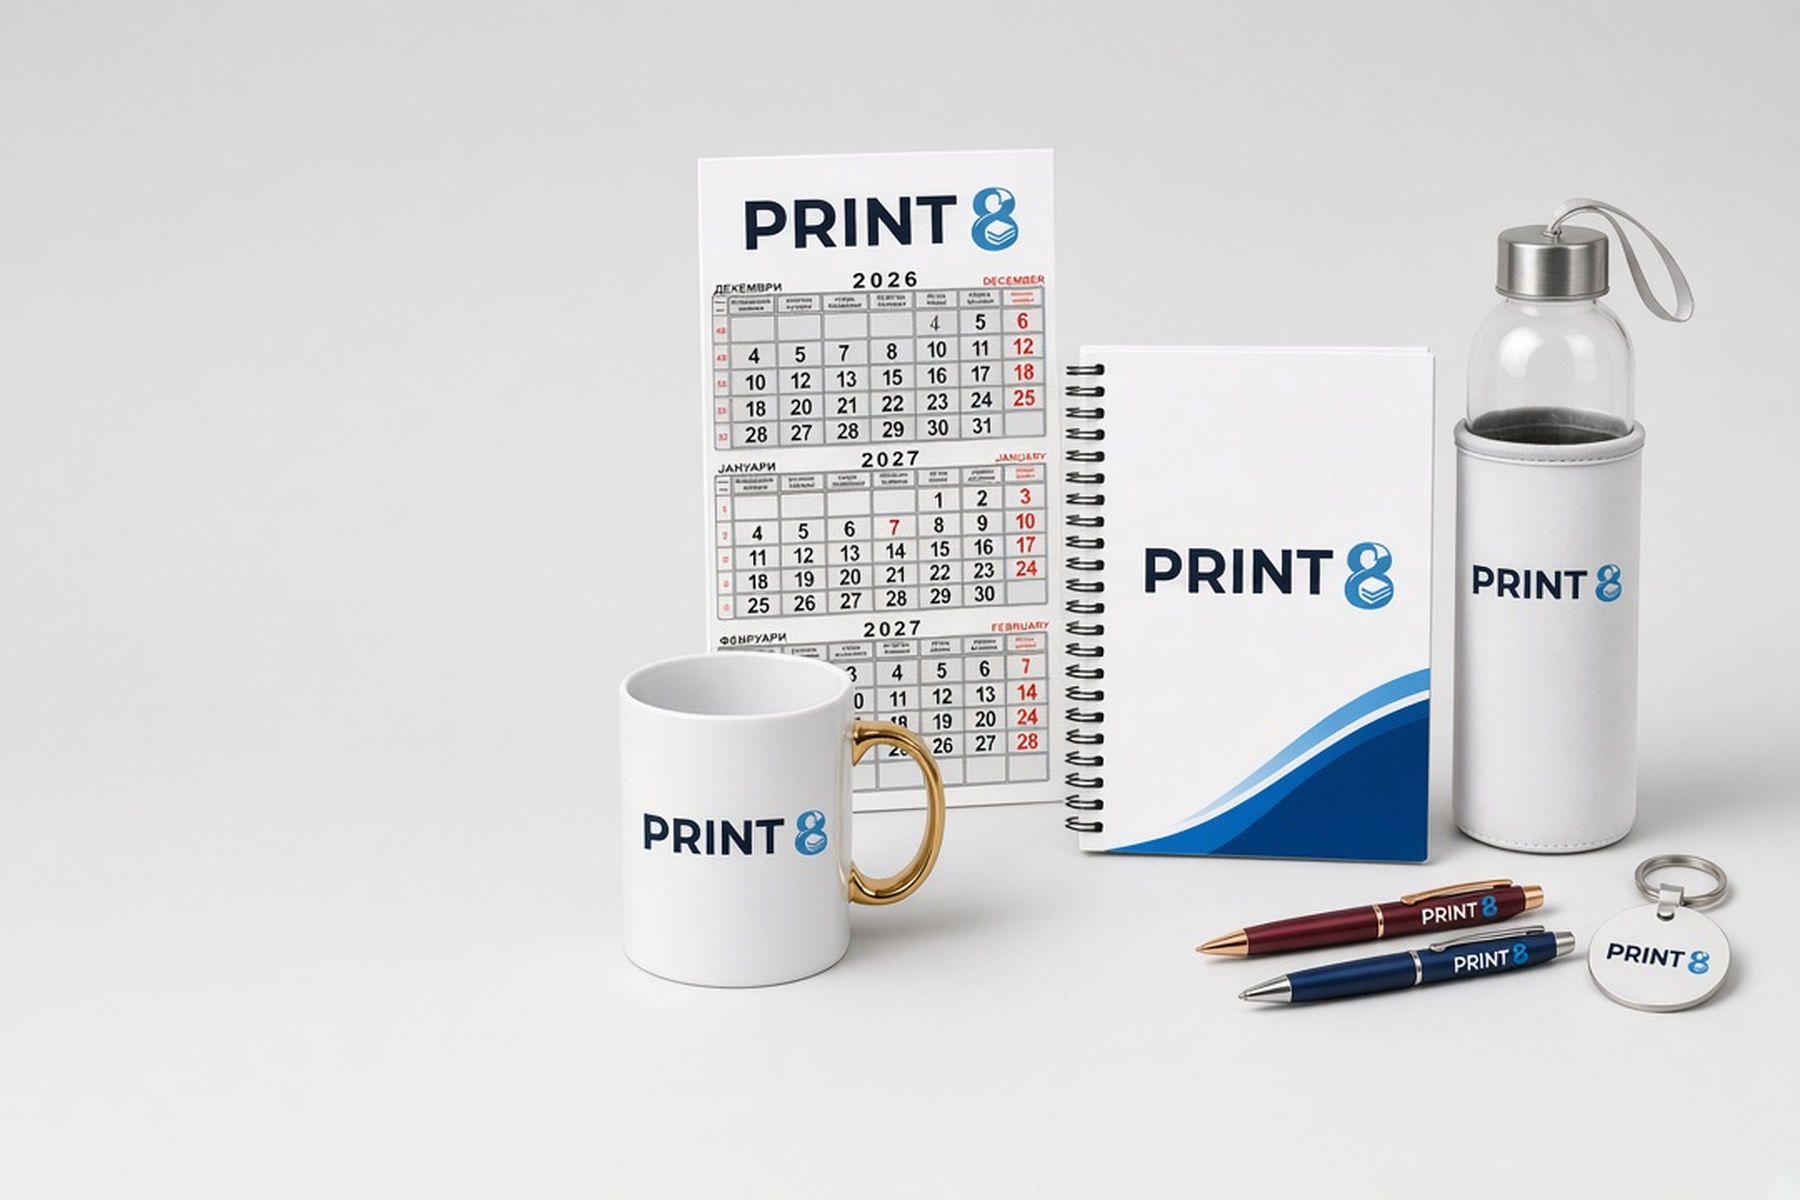 PRINT 8
ДЕКЕМВРИ 2026 DECEMBER
4 5 6
4 5 7 8 10 11 12
10 12 13 15 16 17 18
18 20 21 22 23 24 25
28 27 28 29 30 31
ЈАНУАРИ 2027 JANUARY
1 2 3
4 5 6 7 8 9 10
11 12 13 14 15 16 17
18 19 20 21 22 23 24
25 26 27 28 29 30
2027 FEBRUARY
3 4 5 6 7
11 12 13 14
18 19 20 24
26 27 28
PRINT 8
PRINT 8
PRINT 8
PRINT 8
PRINT 8
PRINT 8